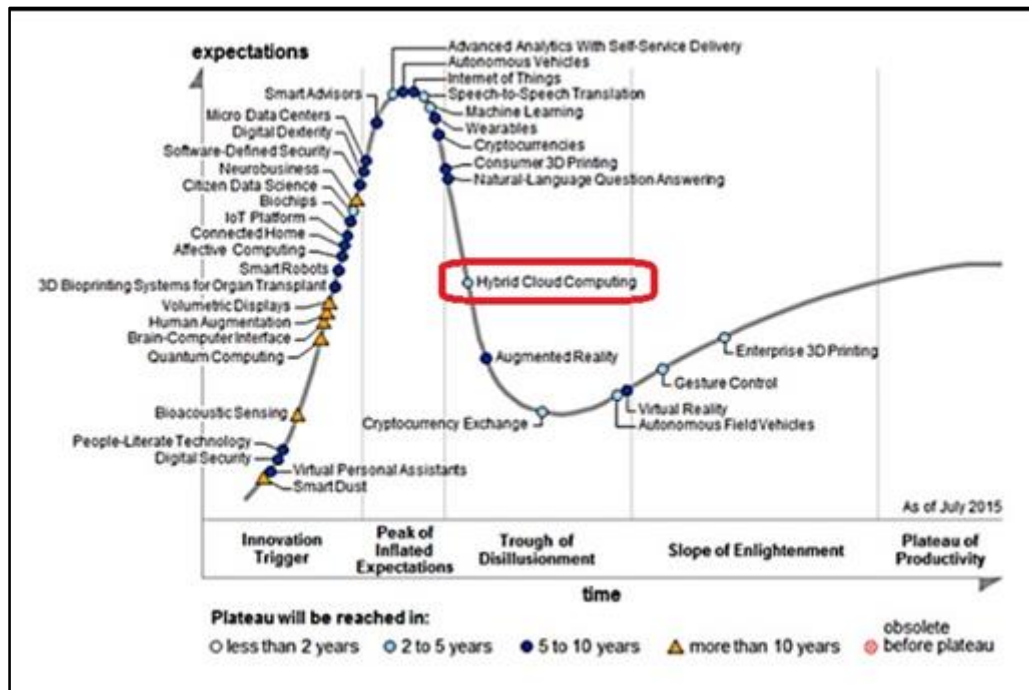 expectations
Advanced Analytics With Self-Service Delivery
Autonomous Vehicles
Internet of Things
Smart Advisors
Speech-to-Speech Translation
Micro Data Centers
Machine Learning
Digital Dexterity
Wearables
Software-Defined Security
Cryptocurrencies
Neurobusiness
Consumer 3D Printing
Citizen Data Science
Natural-Language Question Answering
Biochips
IoT Platform
Connected Home
Affective Computing
Smart Robots
Hybrid Cloud Computing
3D Bioprinting Systems for Organ Transplant
Volumetric Displays
Human Augmentation
Brain-Computer Interface
Quantum Computing
Augmented Reality
Enterprise 3D Printing
Gesture Control
Virtual Reality
Bioacoustic Sensing
Cryptocurrency Exchange
Autonomous Field Vehicles
People-Literate Technology
Digital Security
Virtual Personal Assistants
Smart Dust
As of July 2015
Innovation
Trigger
Peak of
Inflated
Expectations
Trough of
Disillusionment
Slope of Enlightenment
Plateau of
Productivity
time
Plateau will be reached in:
less than 2 years
2 to 5 years
5 to 10 years
more than 10 years
obsolete
before plateau